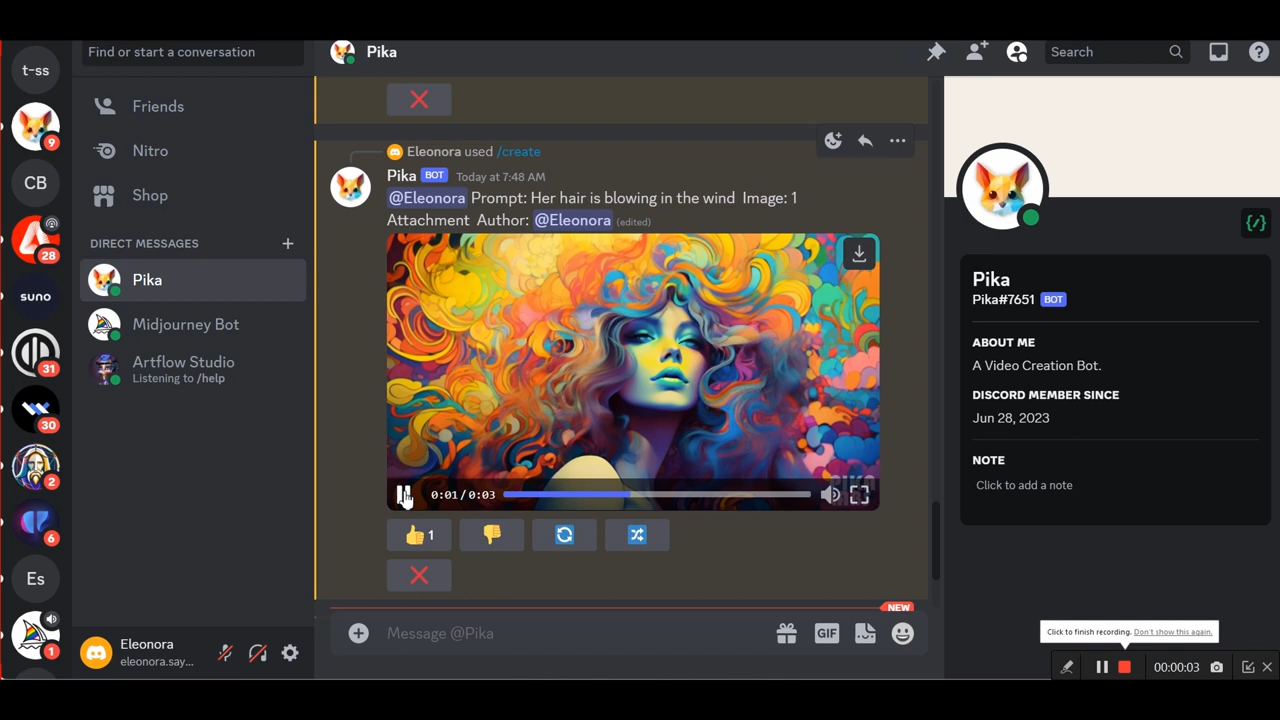 t-ss
9
CB
28
suno
31
30
2
6
Es
1
Find or start a conversation
Friends
Nitro
Shop
DIRECT MESSAGES
Pika
Midjourney Bot
Artflow Studio
Listening to /help
Eleonora
eleonora.say...
Pika
Search
Eleonora used /create
Pika BOT Today at 7:48 AM
@Eleonora Prompt: Her hair is blowing in the wind Image: 1
Attachment Author: @Eleonora (edited)
0:01/0:03
1
NEW
Message @Pika
GIF
Pika
Pika#7651 BOT
ABOUT ME
A Video Creation Bot.
DISCORD MEMBER SINCE
Jun 28, 2023
NOTE
Click to add a note
Click to finish recording. Don't show this again.
00:00:03